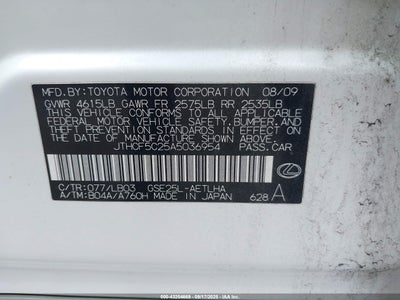 MFD.BY:TOYOTA MOTOR CORPORATION 08/09
GVWR 4615LB GAWR FR 2575LB RR 2535LB
THIS VEHICLE CONFORMS TO ALL APPLICABLE
FEDERAL MOTOR VEHICLE SAFETY, BUMPER, AND
THEFT PREVENTION STANDARDS IN EFFECT ON THE
DATE OF MANUFACTURE SHOWN ABOVE.
JTHCF5C25A5036954 PASS.CAR
C/TR:077/LB03 GSE25L-AETLHA
A/TM:B04A/A760H MADE IN JAPAN 628 A